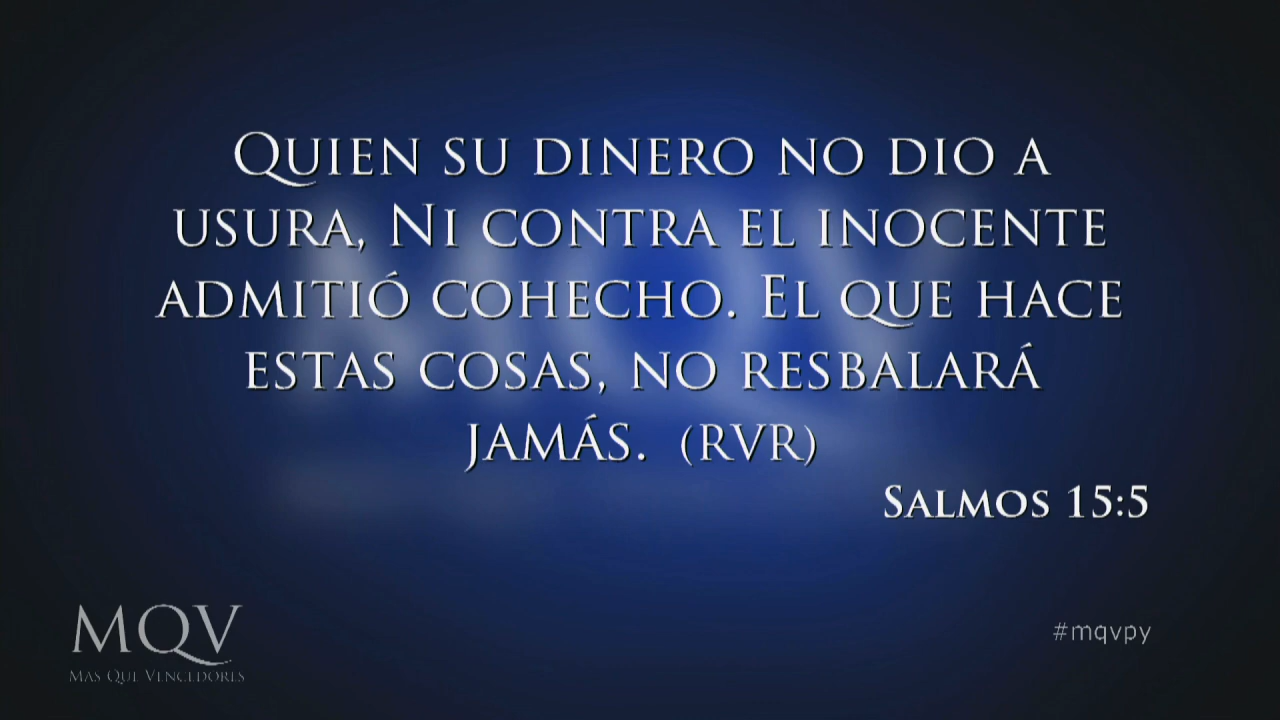 Quien su dinero no dio a
usura, Ni contra el inocente
admitió cohecho. El que hace
estas cosas, no resbalará
jamás. (RVR)
Salmos 15:5
MQV
Mas Que Vencedores
#mqvpy